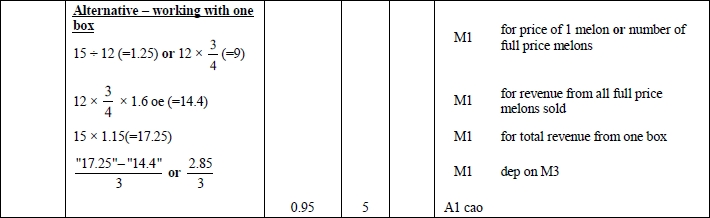 Alternative – working with one
box
15 ÷ 12 (=1.25) or 12 × 3/4 (=9)
M1 for price of 1 melon or number of
full price melons
12 × 3/4 × 1.6 oe (=14.4)
M1 for revenue from all full price
melons sold
15 × 1.15(=17.25)
M1 for total revenue from one box
"17.25"–"14.4"/3 or 2.85/3
M1 dep on M3
0.95 5 A1 cao